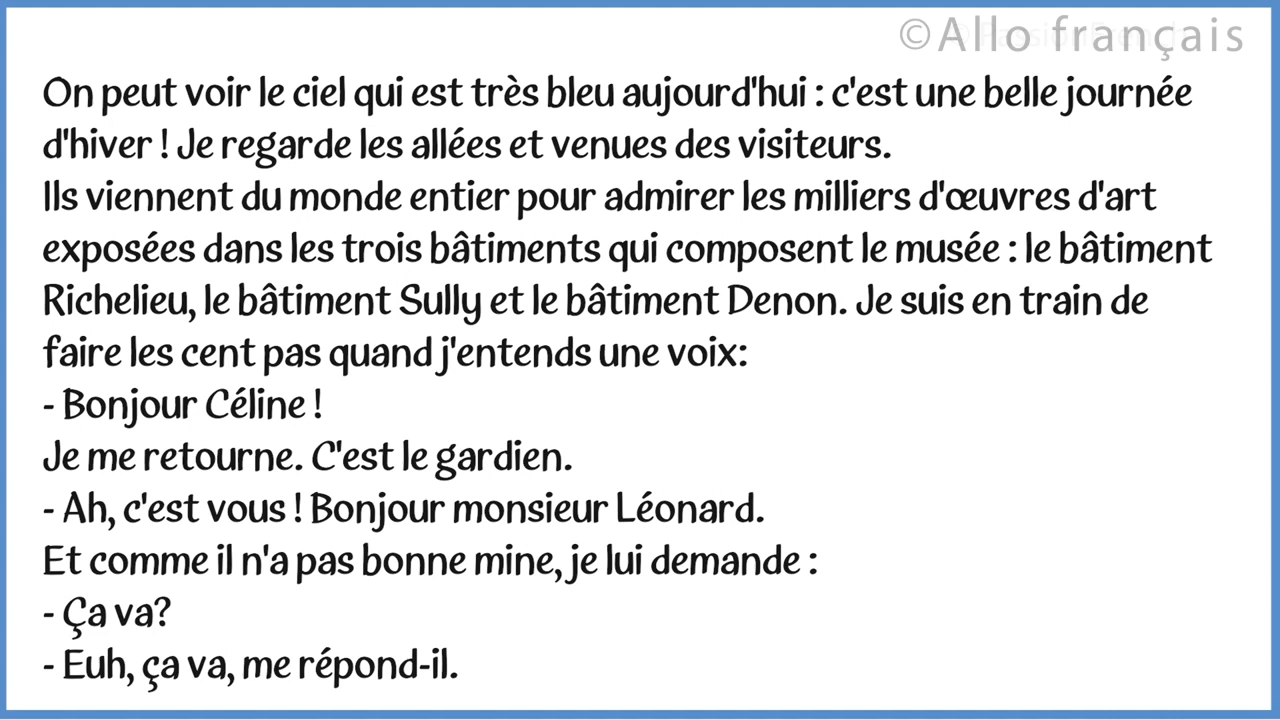 ©Allo français
On peut voir le ciel qui est très bleu aujourd'hui : c'est une belle journée
d'hiver ! Je regarde les allées et venues des visiteurs.
Ils viennent du monde entier pour admirer les milliers d'œuvres d'art
exposées dans les trois bâtiments qui composent le musée : le bâtiment
Richelieu, le bâtiment Sully et le bâtiment Denon. Je suis en train de
faire les cent pas quand j'entends une voix:
- Bonjour Céline !
Je me retourne. C'est le gardien.
- Ah, c'est vous ! Bonjour monsieur Léonard.
Et comme il n'a pas bonne mine, je lui demande :
- Ça va?
- Euh, ça va, me répond-il.